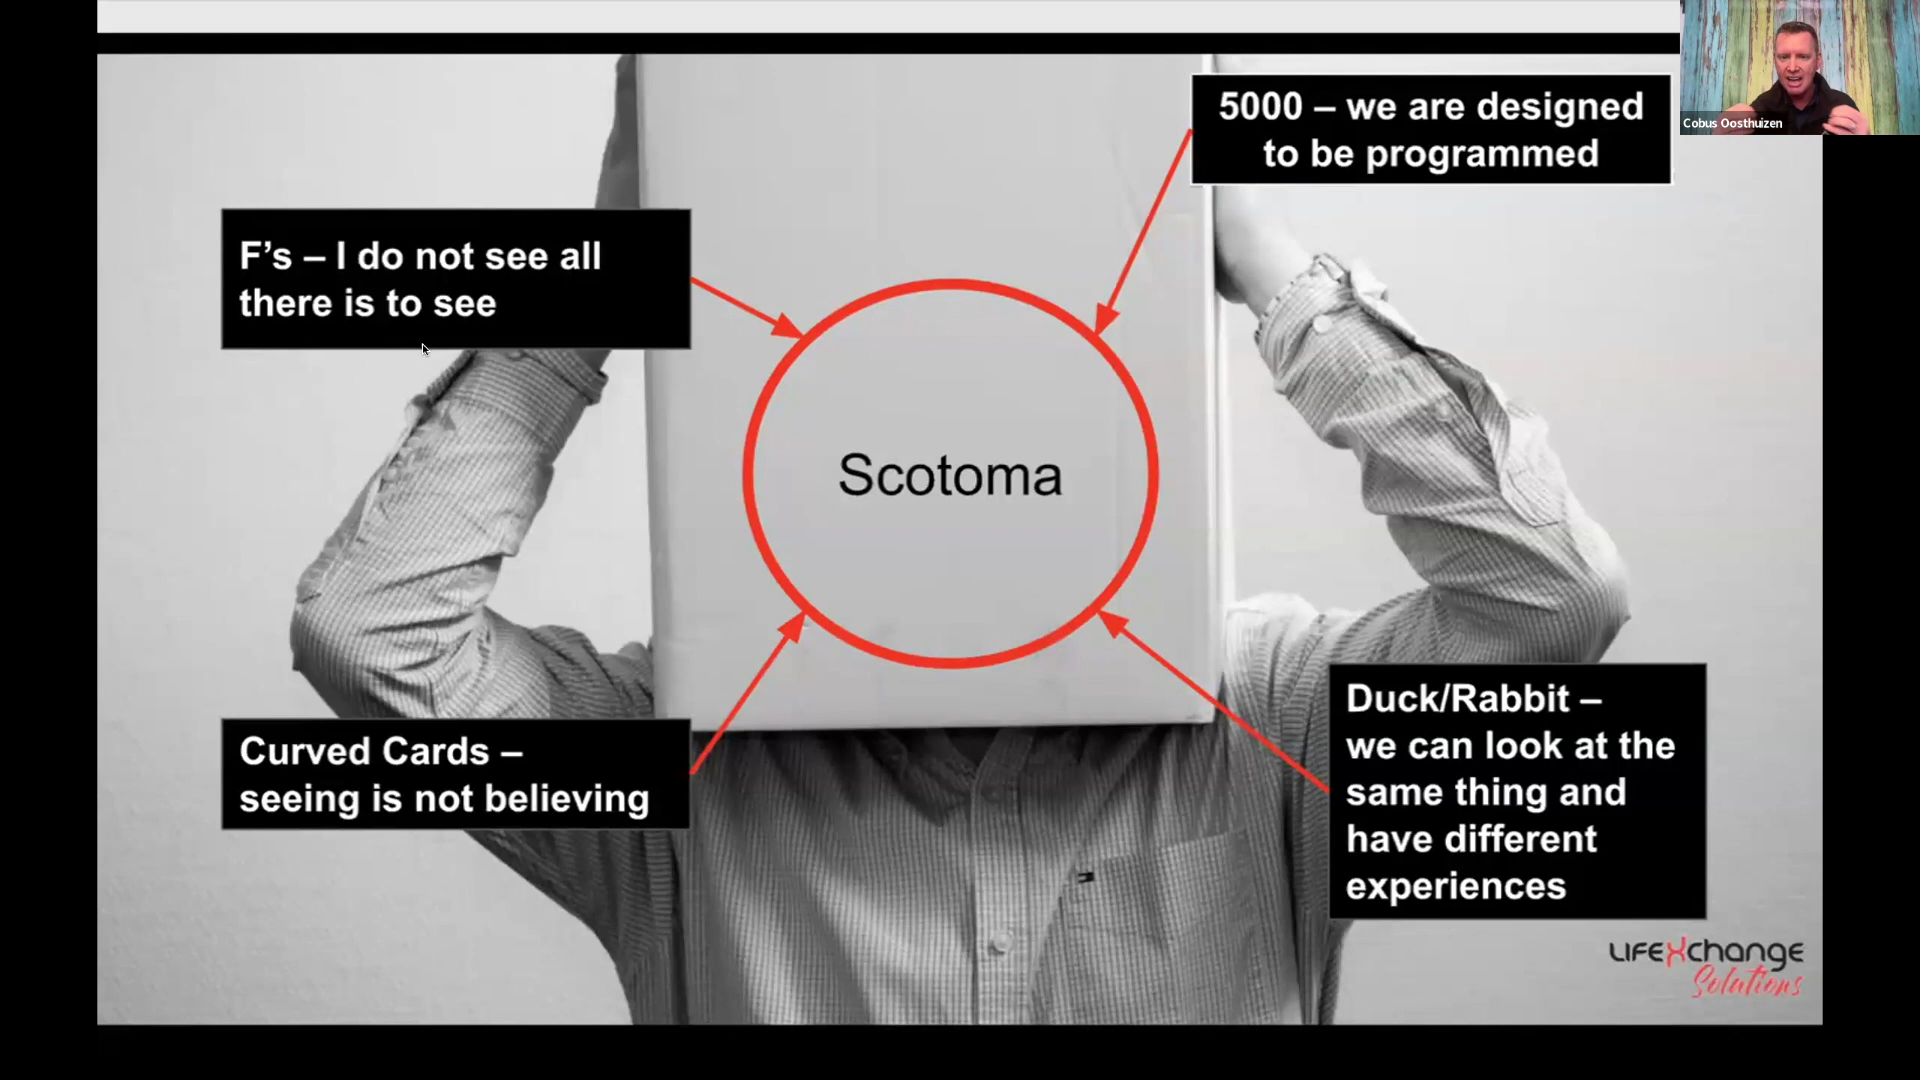 5000 – we are designed
to be programmed
Cobus Oosthuizen
F’s – I do not see all
there is to see
Scotoma
Curved Cards –
seeing is not believing
Duck/Rabbit –
we can look at the
same thing and
have different
experiences
LIFEXchange
Solutions